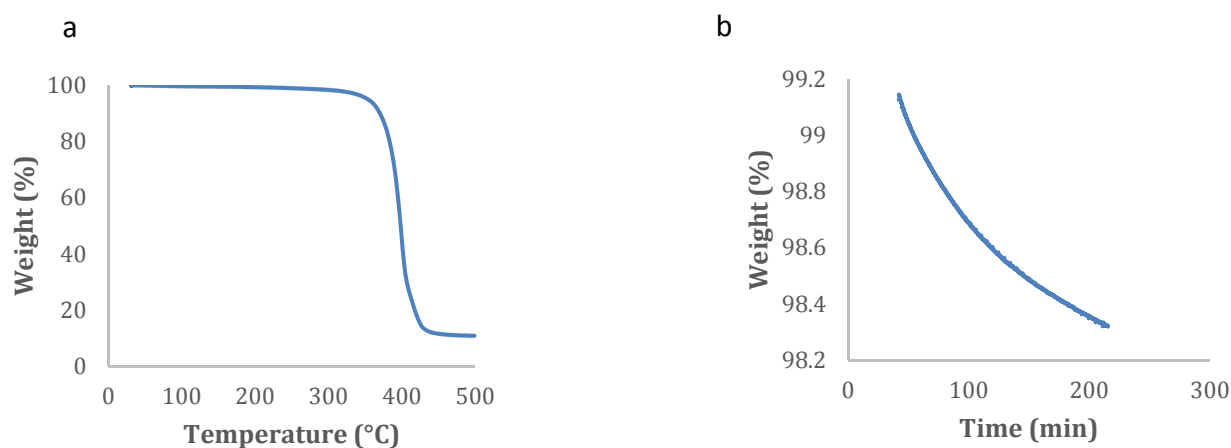 a
100
80
60
40
20
0
0 100 200 300 400 500
Weight (%)
Temperature (°C)
b
99.2
99
98.8
98.6
98.4
98.2
0 100 200 300
Weight (%)
Time (min)